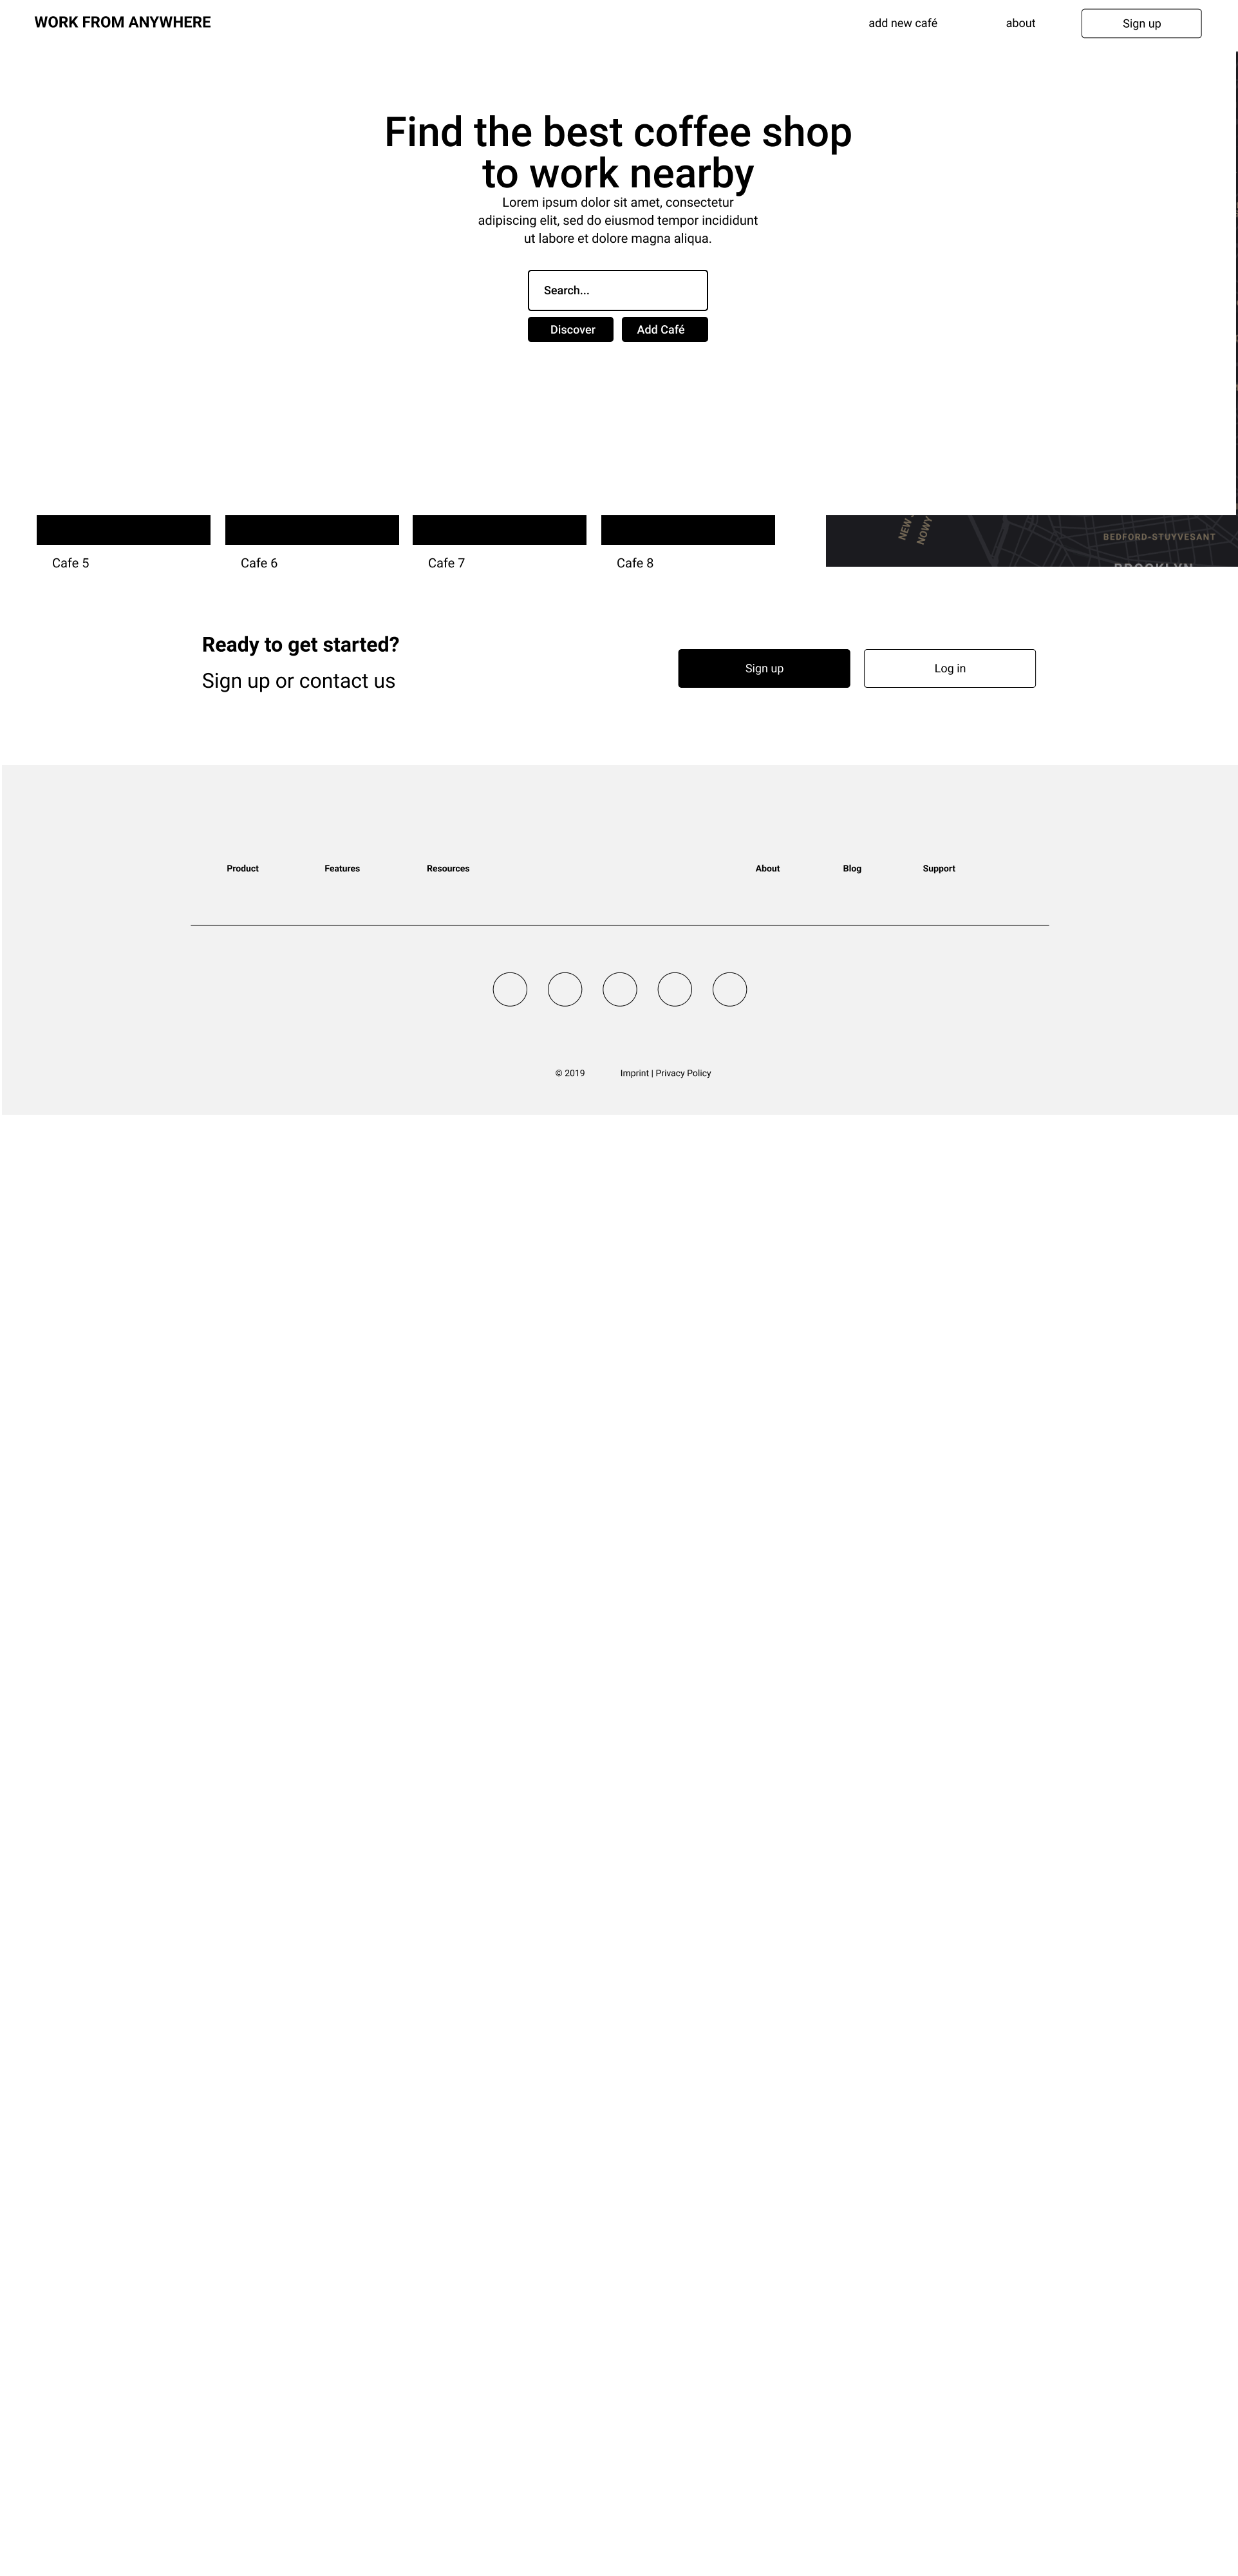 WORK FROM ANYWHERE
add new café
about
Sign up
Find the best coffee shop
to work nearby
Lorem ipsum dolor sit amet, consectetur
adipiscing elit, sed do eiusmod tempor incididunt
ut labore et dolore magna aliqua.
Search...
Discover
Add Café
NEW
NOWY
BEDFORD-STUYVESANT
Cafe 5
Cafe 6
Cafe 7
Cafe 8
Ready to get started?
Sign up or contact us
Sign up
Log in
Product
Features
Resources
About
Blog
Support
© 2019
Imprint | Privacy Policy